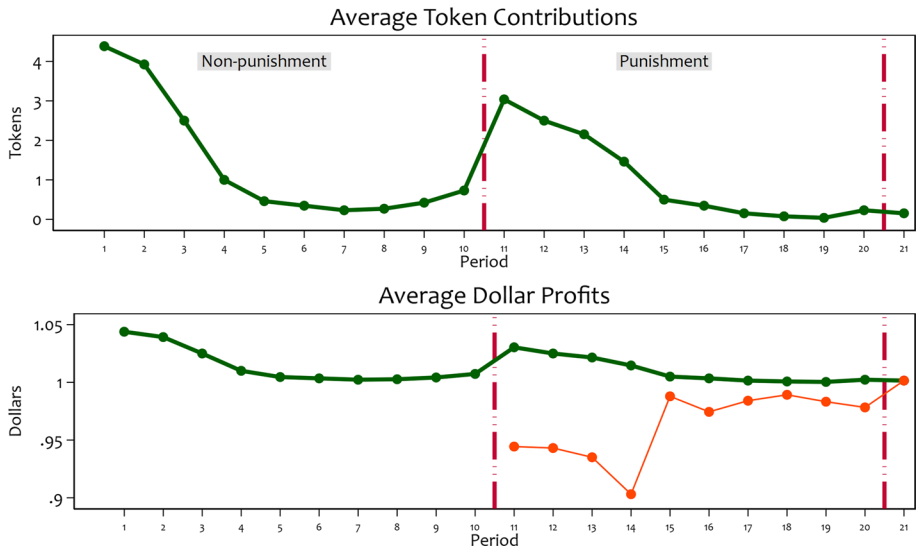 Average Token Contributions
Non-punishment
Punishment
Tokens
4
3
2
1
0
1 2 3 4 5 6 7 8 9 10 11 12 13 14 15 16 17 18 19 20 21
Period
Average Dollar Profits
Dollars
1.05
1
.95
.9
1 2 3 4 5 6 7 8 9 10 11 12 13 14 15 16 17 18 19 20 21
Period